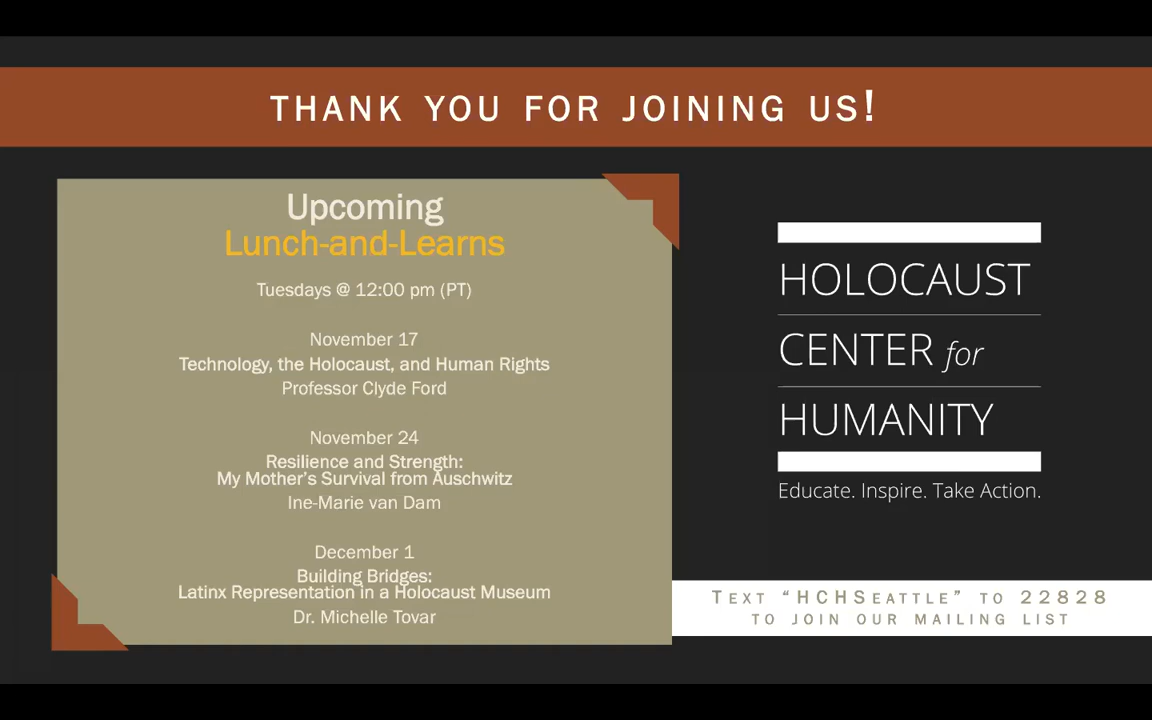 THANK YOU FOR JOINING US!
Upcoming
Lunch-and-Learns
Tuesdays @ 12:00 pm (PT)
November 17
Technology, the Holocaust, and Human Rights
Professor Clyde Ford
November 24
Resilience and Strength:
My Mother's Survival from Auschwitz
Ine-Marie van Dam
December 1
Building Bridges:
Latinx Representation in a Holocaust Museum
Dr. Michelle Tovar
HOLOCAUST
CENTER for
HUMANITY
Educate. Inspire. Take Action.
TEXT “HCHSEATTLE” TO 22828
TO JOIN OUR MAILING LIST